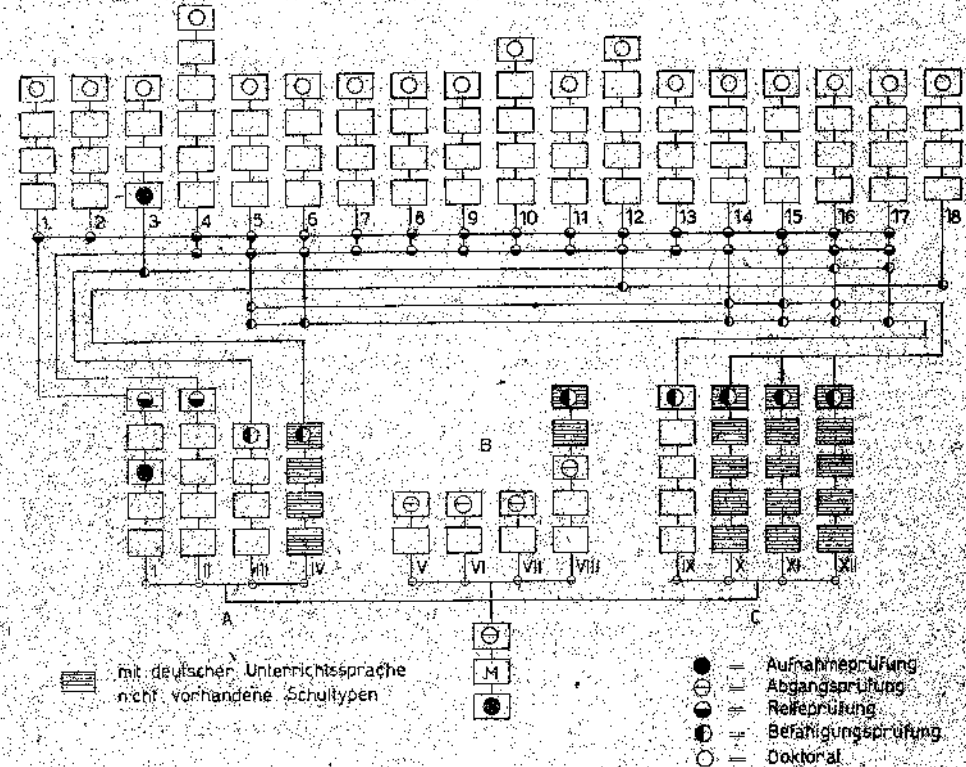 1 2 3 4 5 6 7 8 9 10 11 12 13 14 15 16 17 18
B
I II III IV V VI VII VIII IX X XI XII
A C
M
mit deutscher Unterrichtssprache
nicht vorhandene Schultypen
= Aufnahmeprüfung
= Abgangsprüfung
= Reifeprüfung
= Befähigungsprüfung
= Doktorat